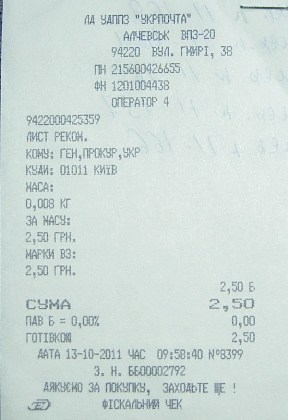 ЛД УДППЗ "УКРПОЧТА"
АЛЧЕВСЬК ВПЗ-20
94220 ВУЛ. ГМИРІ, 38
ПН 215600426655
ФН 1201004438
ОПЕРАТОР 4
9422000425359
ЛИСТ РЕКОМ.
КОМУ: ГЕН,ПРОКУР,УКР
КУДИ: 01011 КИЇВ
МАСА:
0,008 КГ
ЗА МАСУ:
2,50 ГРН.
МАРКИ ВЗ:
2,50 ГРН.
2,50 Б
СУМА 2,50
ПДВ Б = 0,00% 0,00
ГОТІВКОЮ 2,50
ДАТА 13-10-2011 ЧАС 09:58:40 №8399
З. Н. ББ00002792
ДЯКУЄМО ЗА ПОКУПКУ, ЗАХОДЬТЕ ЩЕ !
ФІСКАЛЬНИЙ ЧЕК